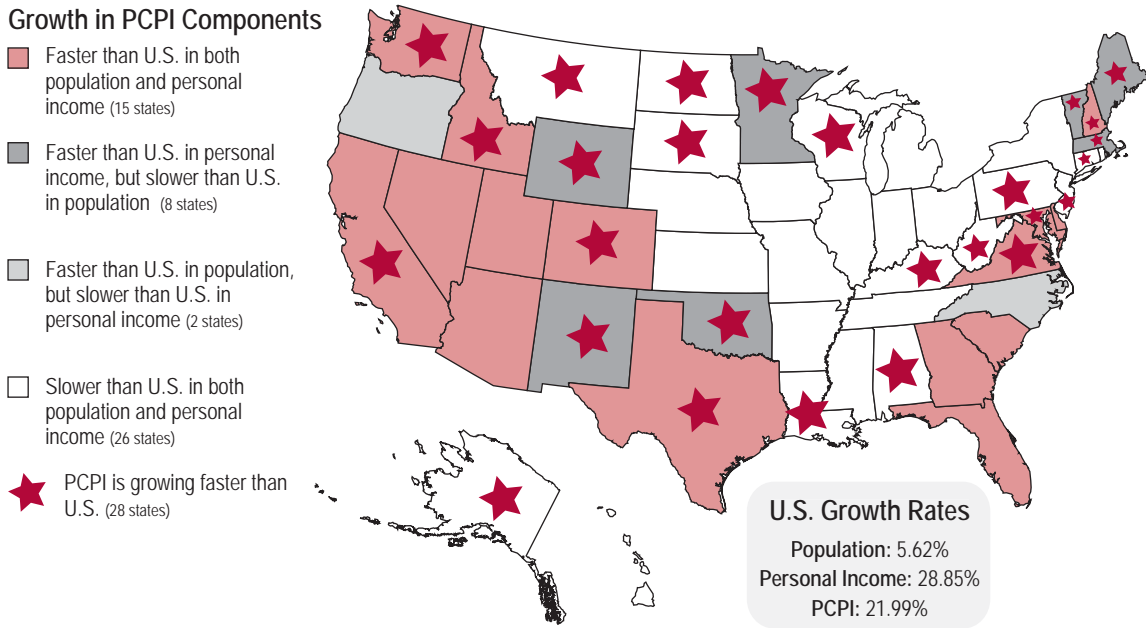 Growth in PCPI Components
Faster than U.S. in both
population and personal
income (15 states)
Faster than U.S. in personal
income, but slower than U.S.
in population (8 states)
Faster than U.S. in population,
but slower than U.S. in
personal income (2 states)
Slower than U.S. in both
population and personal
income (26 states)
PCPI is growing faster than
U.S. (28 states)
U.S. Growth Rates
Population: 5.62%
Personal Income: 28.85%
PCPI: 21.99%